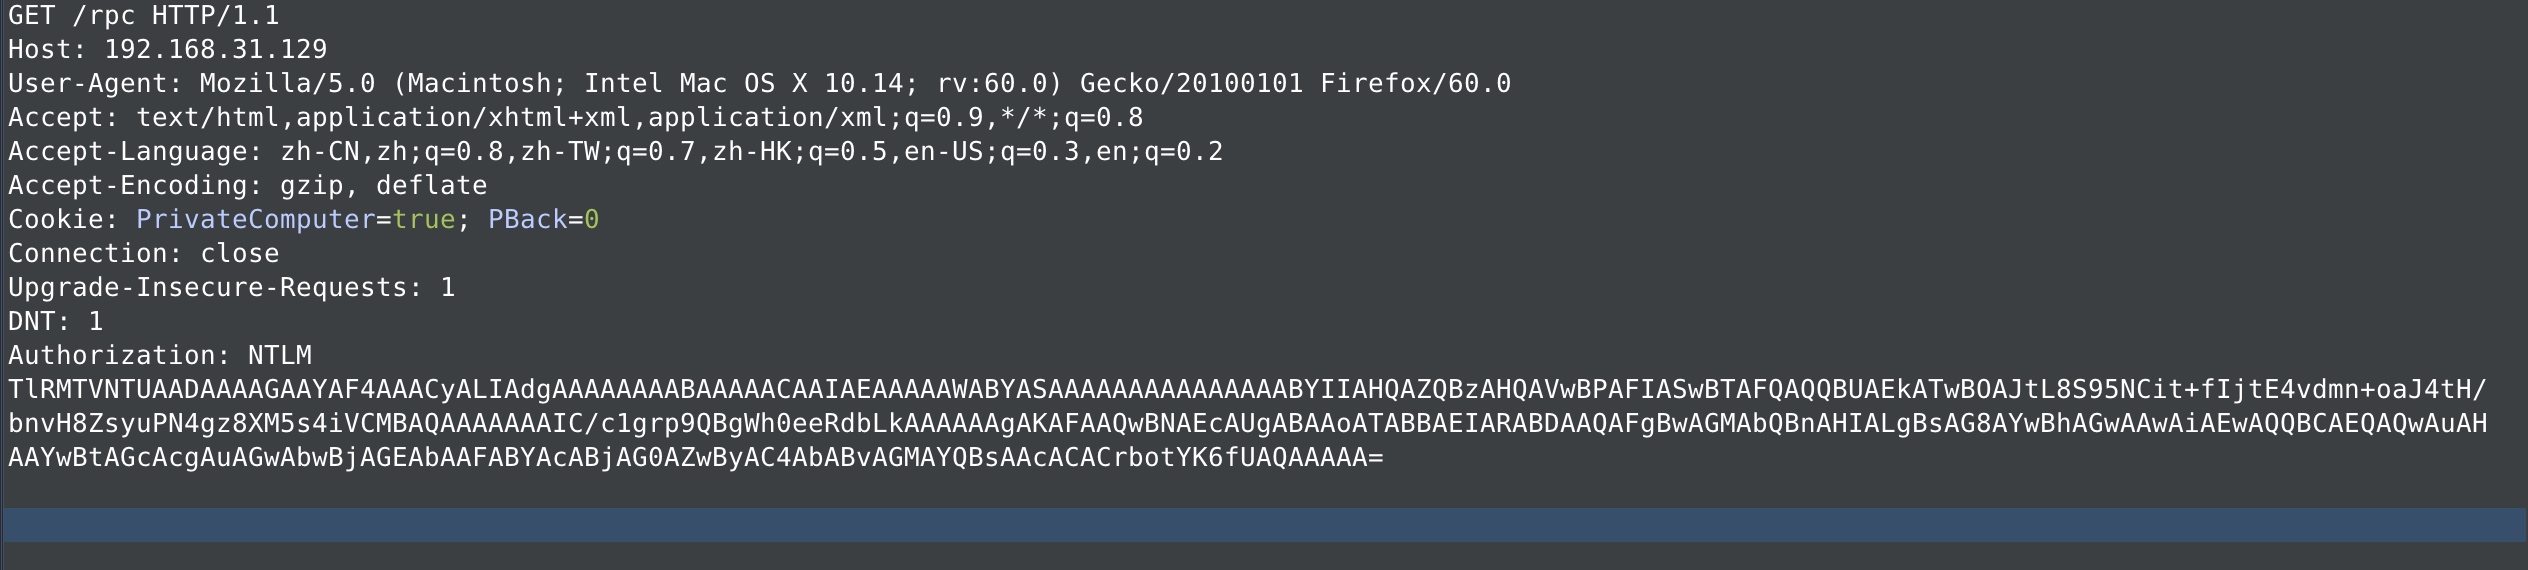 GET /rpc HTTP/1.1
Host: 192.168.31.129
User-Agent: Mozilla/5.0 (Macintosh; Intel Mac OS X 10.14; rv:60.0) Gecko/20100101 Firefox/60.0
Accept: text/html,application/xhtml+xml,application/xml;q=0.9,*/*;q=0.8
Accept-Language: zh-CN,zh;q=0.8,zh-TW;q=0.7,zh-HK;q=0.5,en-US;q=0.3,en;q=0.2
Accept-Encoding: gzip, deflate
Cookie: PrivateComputer=true; PBack=0
Connection: close
Upgrade-Insecure-Requests: 1
DNT: 1
Authorization: NTLM
TlRMTVNTUAADAAAAGAAYAF4AAACyALIAdgAAAAAAAABAAAAACAAIAEAAAAAWABYASAAAAAAAAAAAAAAABYIIAHQAZQBzAHQAVwBPAFIASwBTAFQAQQBUAEkATwBOAJtL8S95NCit+fIjtE4vdmn+oaJ4tH/
bnvH8ZsyuPN4gz8XM5s4iVCMBAQAAAAAAAIC/c1grp9QBgWh0eeRdbLkAAAAAAgAKAFAAQwBNAEcAUgABAAoATABBAEIARABDAAQAFgBwAGMAbQBnAHIALgBsAG8AYwBhAGwAAwAiAEwAQQBCAEQAQwAuAH
AAYwBtAGcAcgAuAGwAbwBjAGEAbAAFABYAcABjAG0AZwByAC4AbABvAGMAYQBsAAcACACrbotYK6fUAQAAAAA=